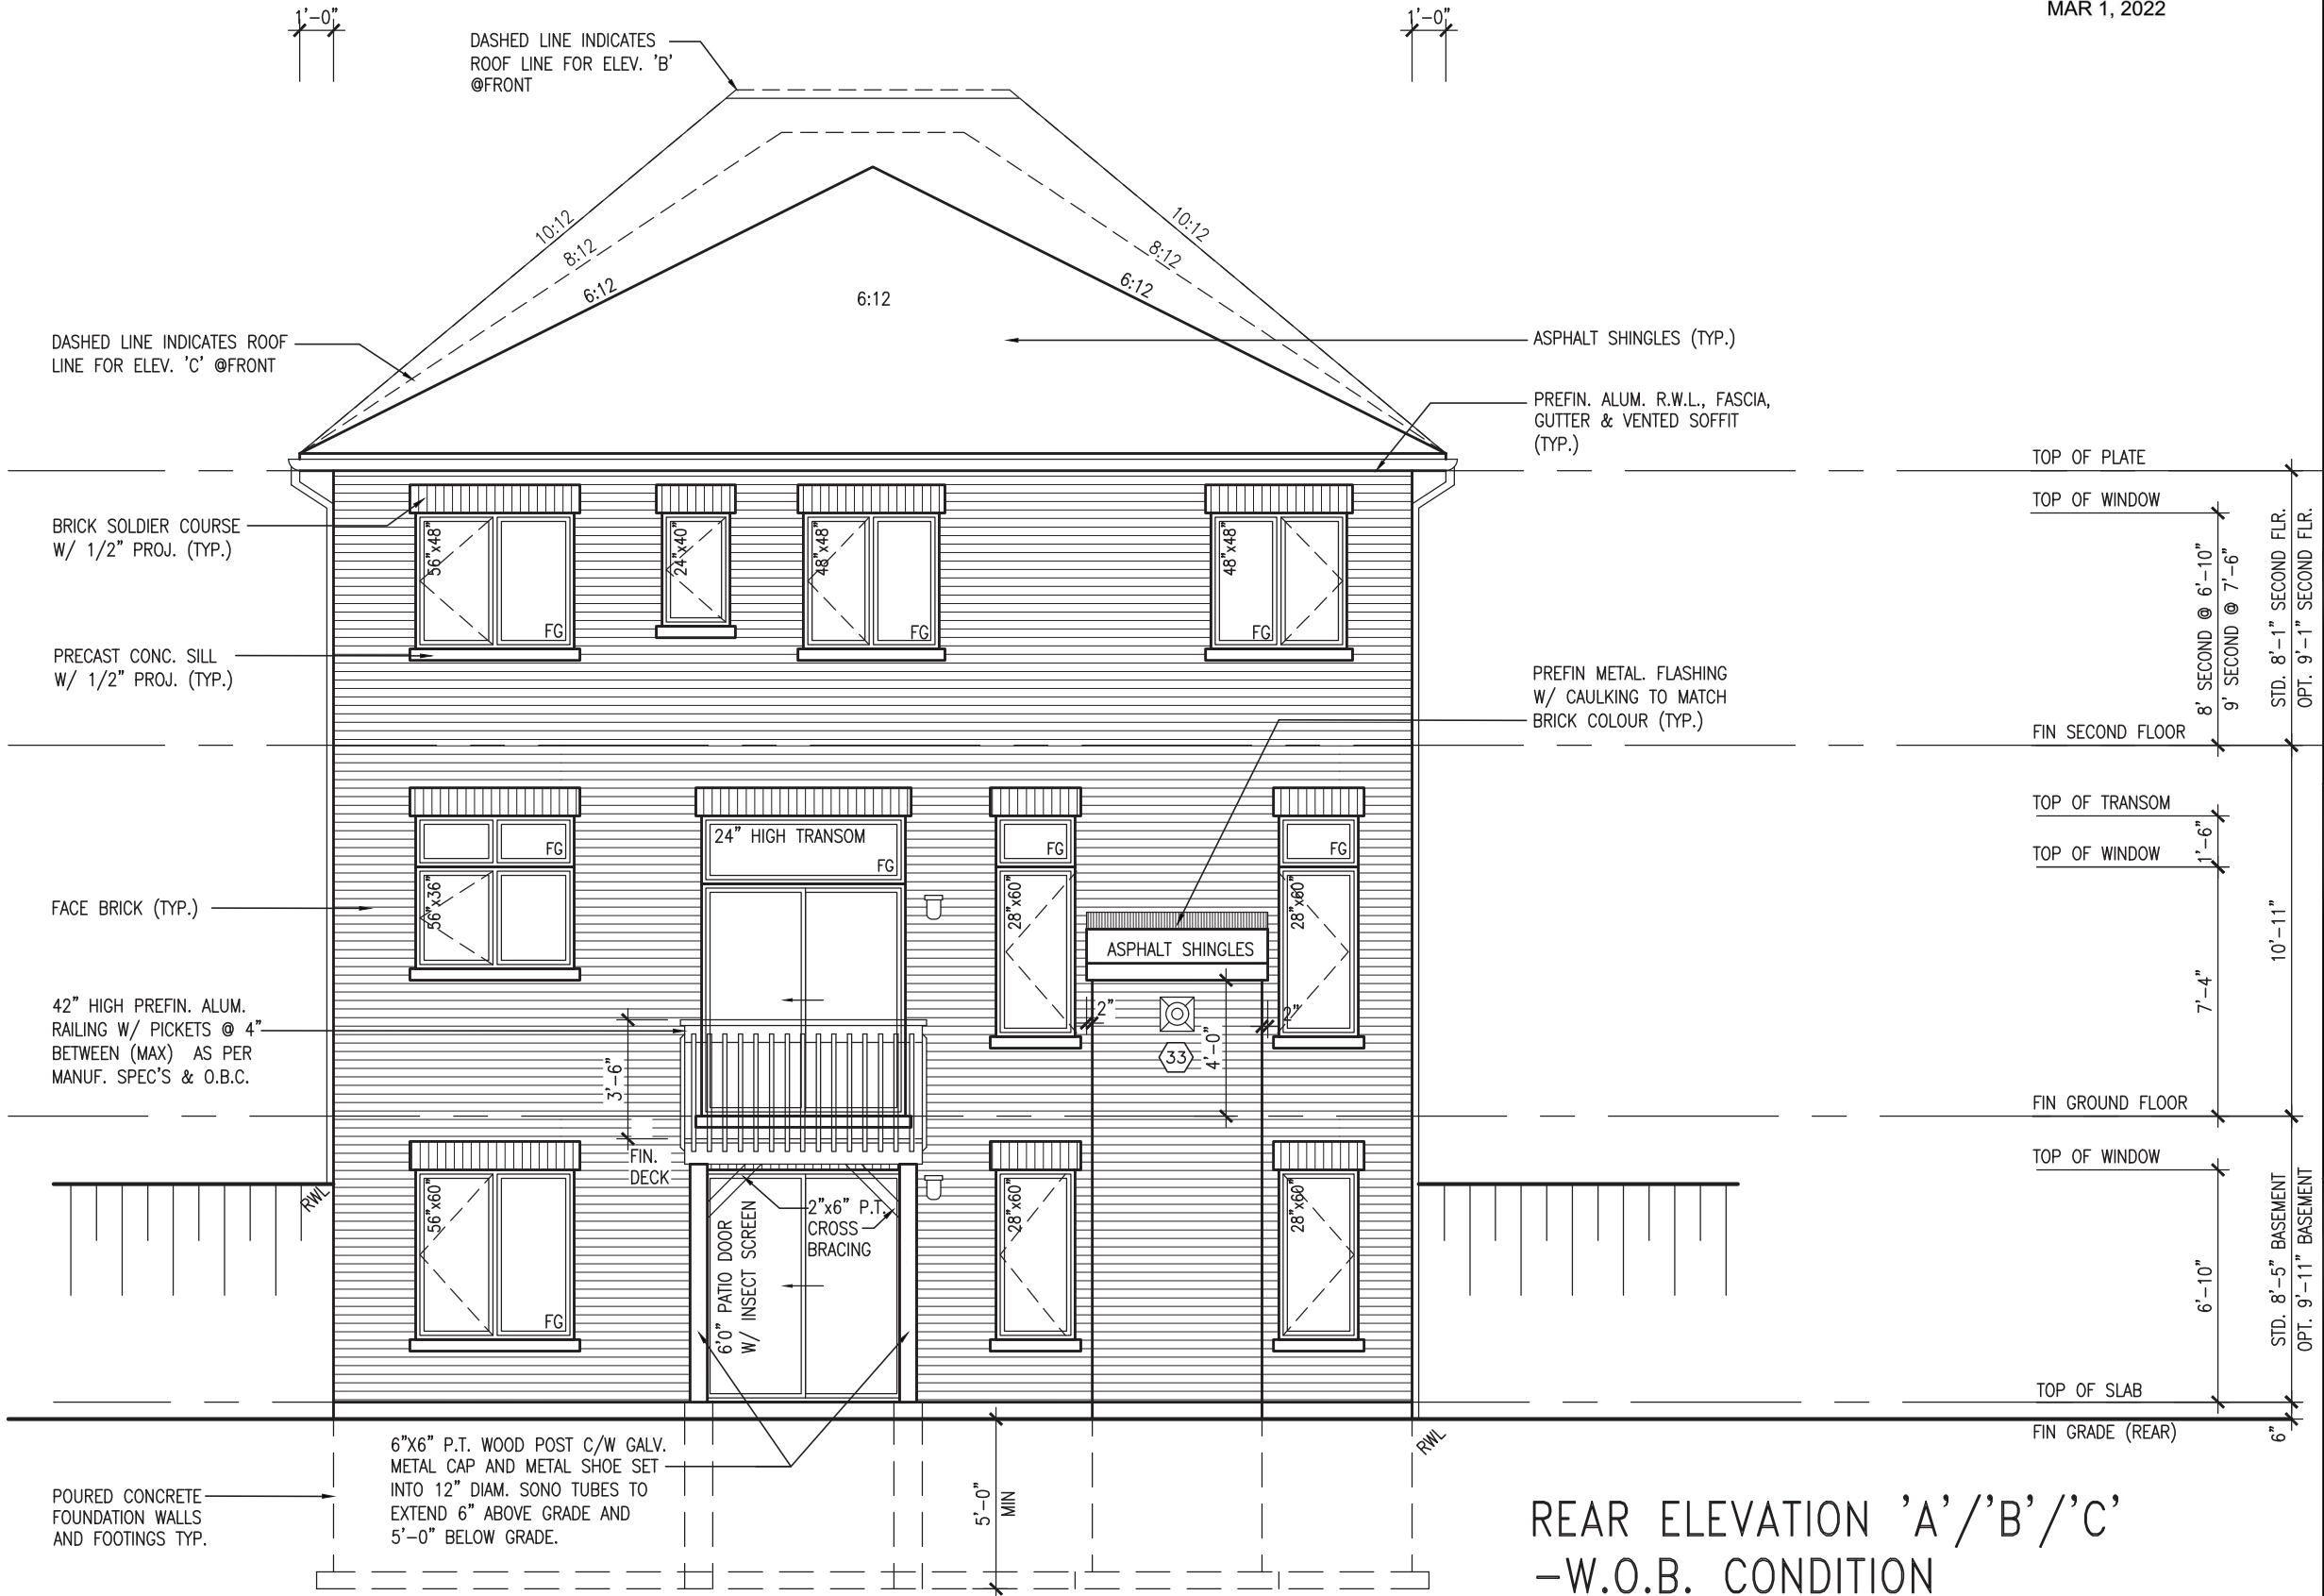 MAR 1, 2022
1'-0"
1'-0"
DASHED LINE INDICATES
ROOF LINE FOR ELEV. 'B'
@FRONT
10:12
8:12
6:12
6:12
10:12
8:12
6:12
DASHED LINE INDICATES ROOF
LINE FOR ELEV. 'C' @FRONT
ASPHALT SHINGLES (TYP.)
PREFIN. ALUM. R.W.L., FASCIA,
GUTTER & VENTED SOFFIT
(TYP.)
TOP OF PLATE
TOP OF WINDOW
BRICK SOLDIER COURSE
W/ 1/2" PROJ. (TYP.)
56"x48"
FG
24"x40"
48"x48"
FG
48"x48"
FG
PRECAST CONC. SILL
W/ 1/2" PROJ. (TYP.)
PREFIN METAL. FLASHING
W/ CAULKING TO MATCH
BRICK COLOUR (TYP.)
8' SECOND @ 6'-10"
9' SECOND @ 7'-6"
STD. 8'-1" SECOND FLR.
OPT. 9'-1" SECOND FLR.
FIN SECOND FLOOR
TOP OF TRANSOM
1'-6"
TOP OF WINDOW
24" HIGH TRANSOM
FG
FG
FG
FG
56"x36"
28"x60"
28"x60"
FACE BRICK (TYP.)
ASPHALT SHINGLES
10'-11"
7'-4"
42" HIGH PREFIN. ALUM.
RAILING W/ PICKETS @ 4"
BETWEEN (MAX) AS PER
MANUF. SPEC'S & O.B.C.
3'-6"
2"
2"
33
4'-0"
FIN GROUND FLOOR
TOP OF WINDOW
FIN.
DECK
RWL
56"x60"
FG
2"x6" P.T.
CROSS
BRACING
6'0" PATIO DOOR
W/ INSECT SCREEN
28"x60"
28"x60"
6'-10"
STD. 8'-5" BASEMENT
OPT. 9'-11" BASEMENT
TOP OF SLAB
FIN GRADE (REAR)
6"
RWL
6"X6" P.T. WOOD POST C/W GALV.
METAL CAP AND METAL SHOE SET
INTO 12" DIAM. SONO TUBES TO
EXTEND 6" ABOVE GRADE AND
5'-0" BELOW GRADE.
POURED CONCRETE
FOUNDATION WALLS
AND FOOTINGS TYP.
5'-0"
MIN
REAR ELEVATION 'A'/'B'/'C'
-W.O.B. CONDITION